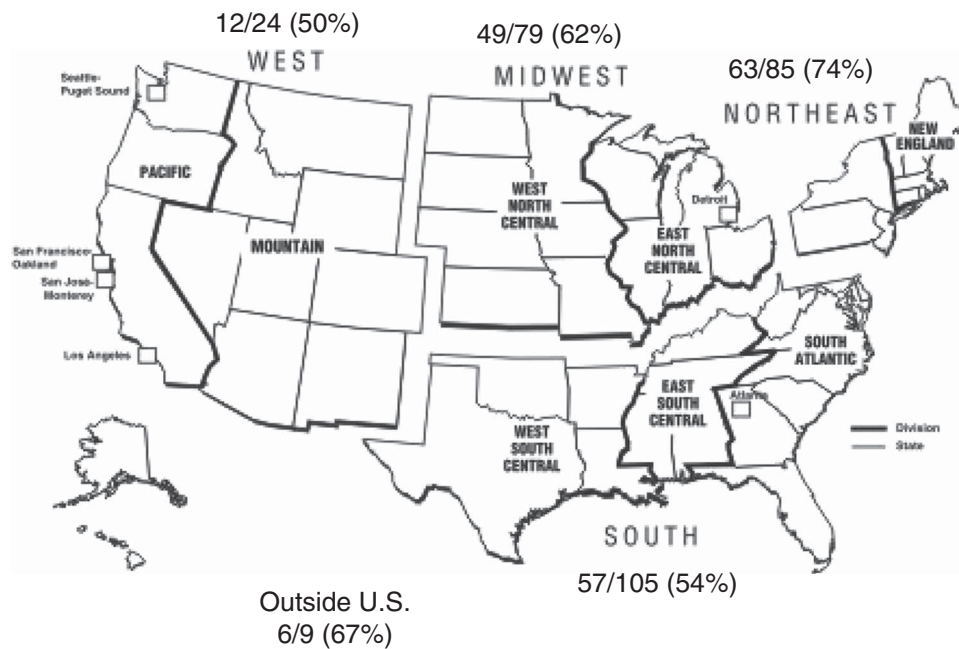 12/24 (50%)
WEST
49/79 (62%)
MIDWEST
63/85 (74%)
NORTHEAST
NEW
ENGLAND
Seattle-
Puget Sound
PACIFIC
MOUNTAIN
WEST
NORTH
CENTRAL
Detroit
EAST
NORTH
CENTRAL
San Francisco-
Oakland
San Jose-
Monterey
Los Angeles
SOUTH
ATLANTIC
EAST
SOUTH
CENTRAL
Atlanta
WEST
SOUTH
CENTRAL
Division
State
SOUTH
57/105 (54%)
Outside U.S.
6/9 (67%)